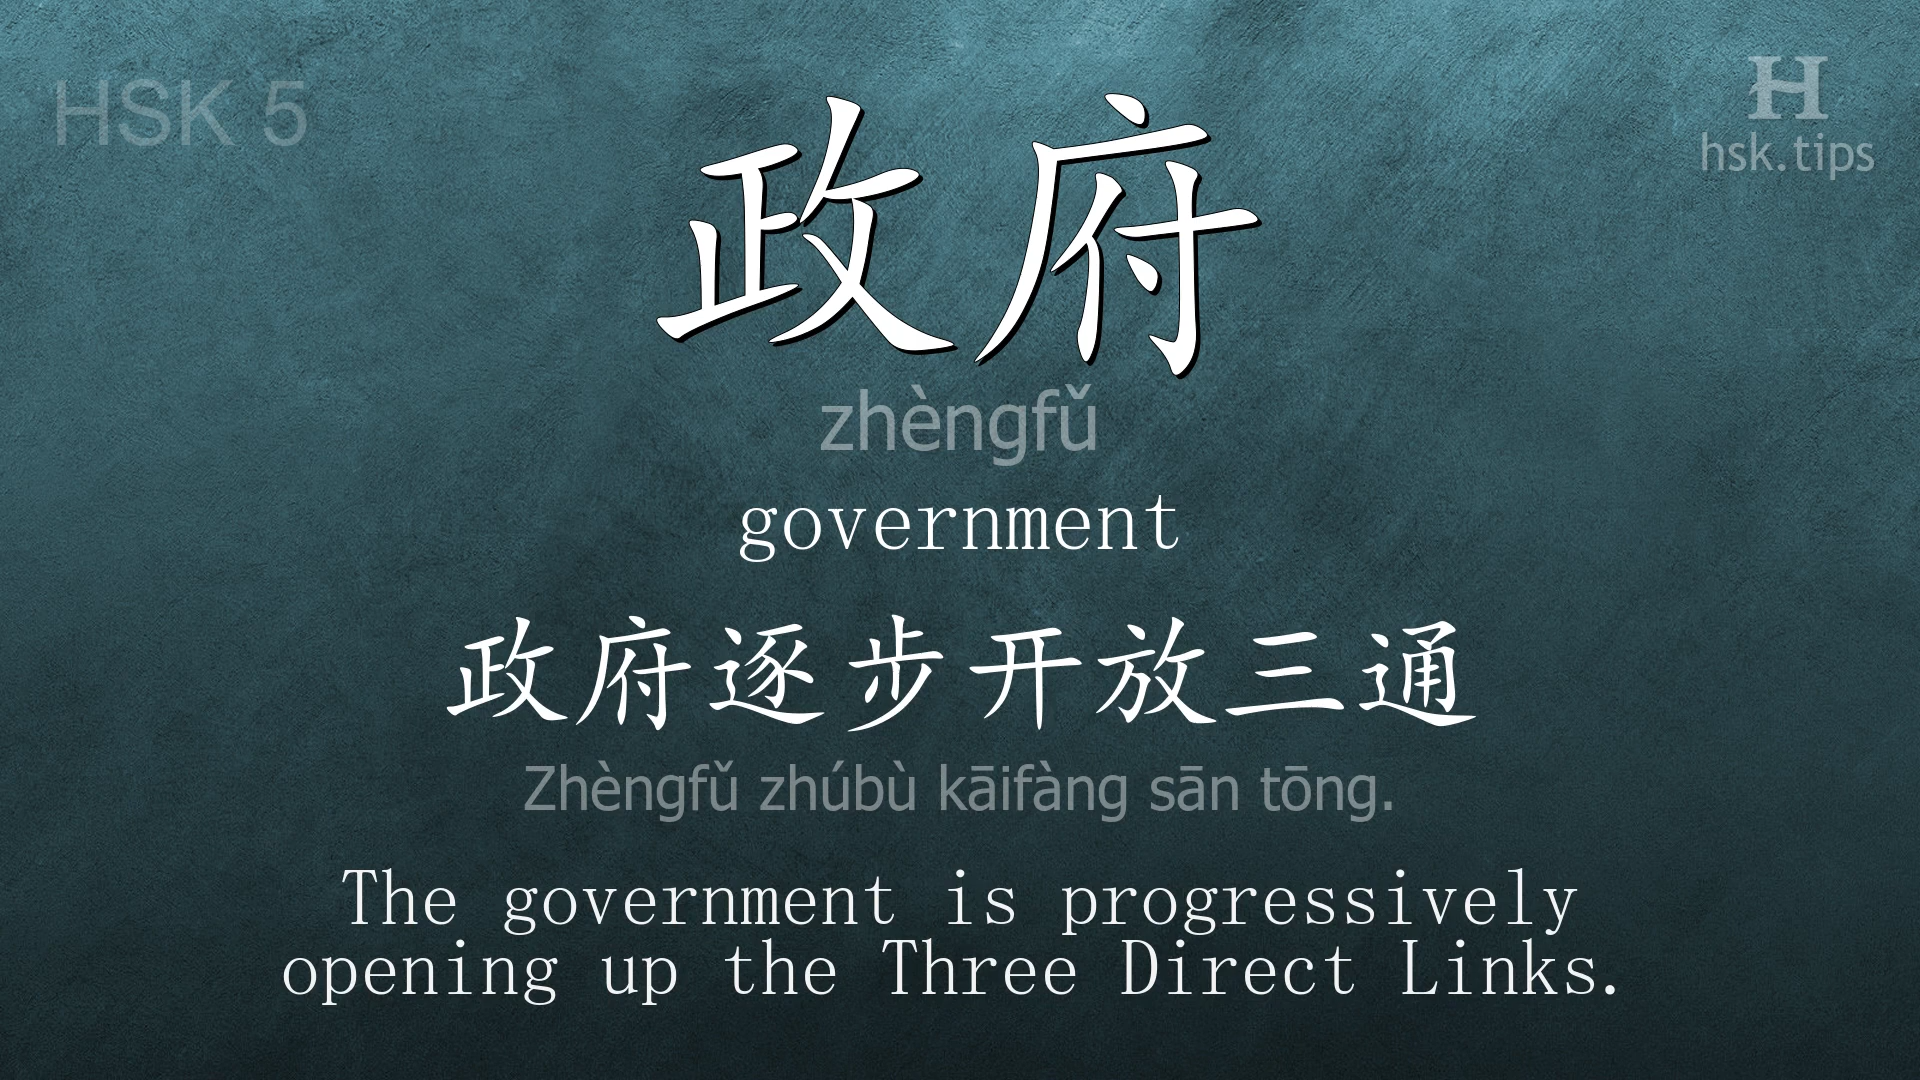 HSK 5
H
hsk.tips
政府
zhèngfǔ
government
政府逐步开放三通
Zhèngfǔ zhúbù kāifàng sān tōng.
The government is progressively
opening up the Three Direct Links.